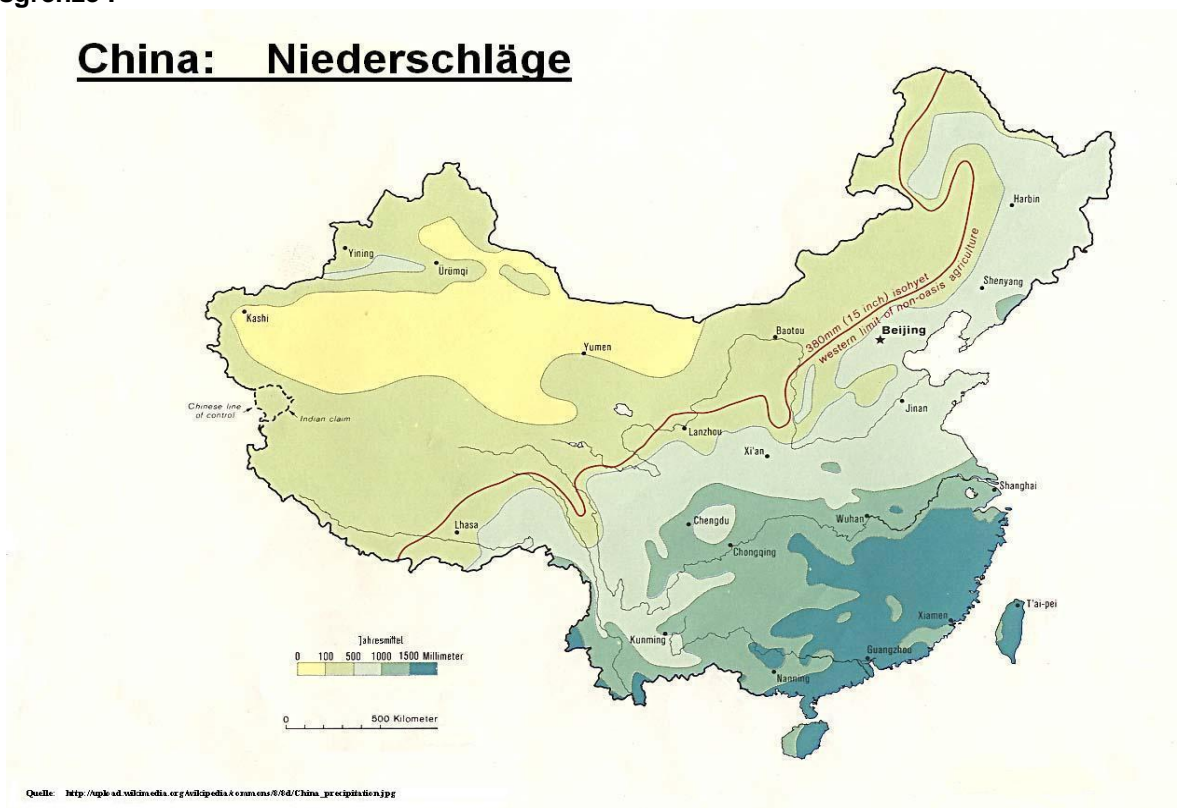 China: Niederschläge
Harbin
Yining
Ürümqi
Shenyang
Kashi
380mm (15 inch) isohyet
western limit of non-oasis agriculture
Baotou
Beijing
Yumen
Chinese line
of control
Indian claim
Jinan
Lanzhou
Xi'an
Shanghai
Lhasa
Chengdu
Wuhan
Chongqing
T'ai-pei
Xiamen
Kunming
Guangzhou
Nanning
Jahresmittel
0 100 500 1000 1500 Millimeter
0 500 Kilometer
Quelle: http://upload.wikimedia.org/wikipedia/commons/8/8d/China_precipitation.jpg